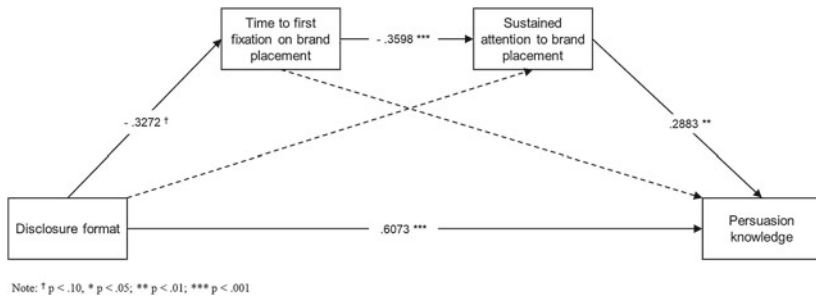 Time to first
fixation on brand
placement
- .3598 ***
Sustained
attention to brand
placement
- .3272 †
.2883 **
Disclosure format
.6073 ***
Persuasion
knowledge
Note: † p < .10, * p < .05; ** p < .01; *** p < .001